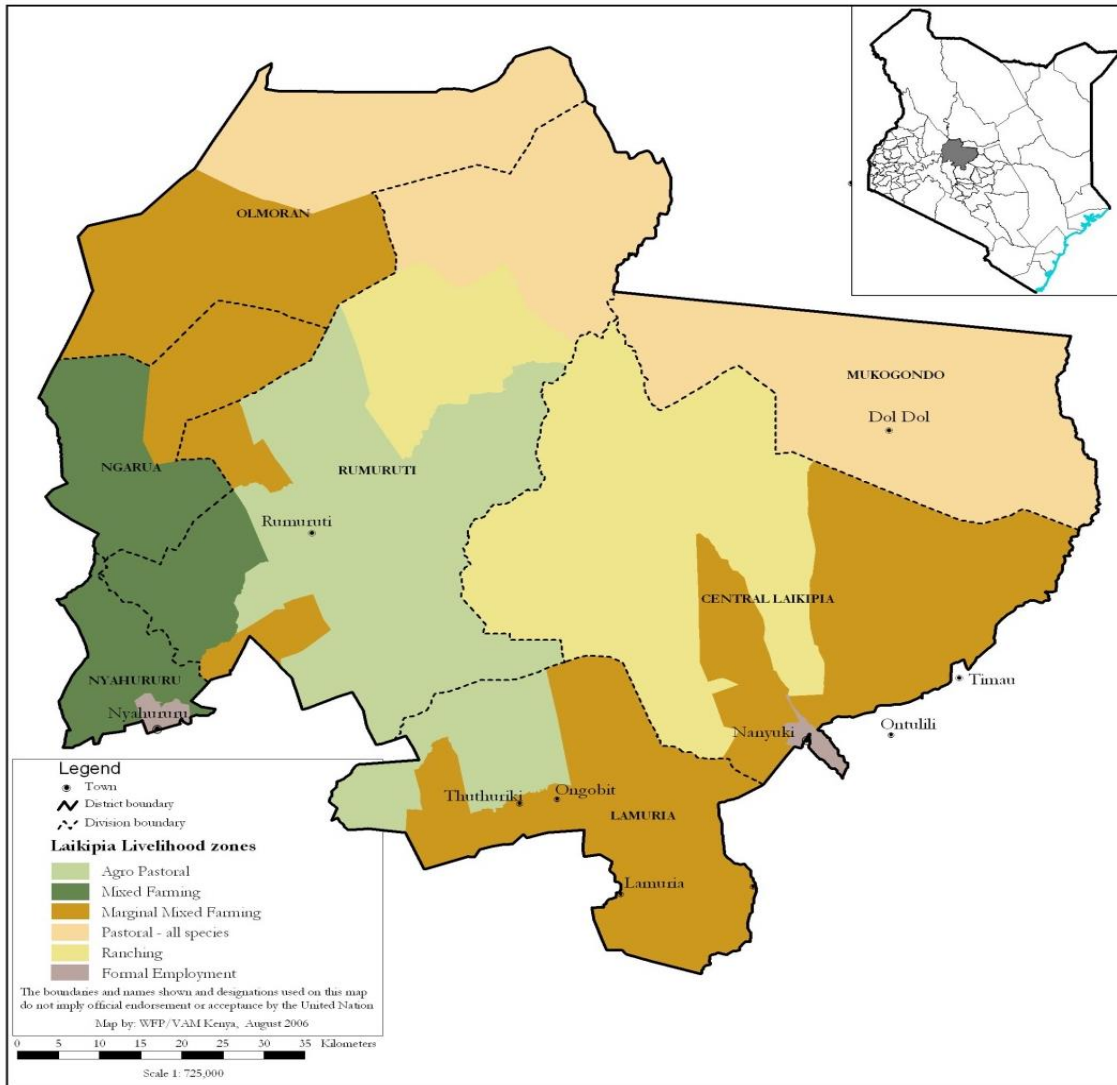 OLMORAN
MUKOGONDO
Dol Dol
NGARUA
RUMURUTI
Rumuruti
CENTRAL LAIKIPIA
NYAHURURU
Timau
Nyahururu
Nanyuki
Ontulili
Thuthuriki
Ongobit
LAMURIA
Lamuria
Legend
Town
District boundary
Division boundary
Laikipia Livelihood zones
Agro Pastoral
Mixed Farming
Marginal Mixed Farming
Pastoral - all species
Ranching
Formal Employment
The boundaries and names shown and designations used on this map
do not imply official endorsement or acceptance by the United Nation
Map by: WFP/VAM Kenya, August 2006
0 5 10 15 20 25 30 35 Kilometers
Scale 1: 725,000